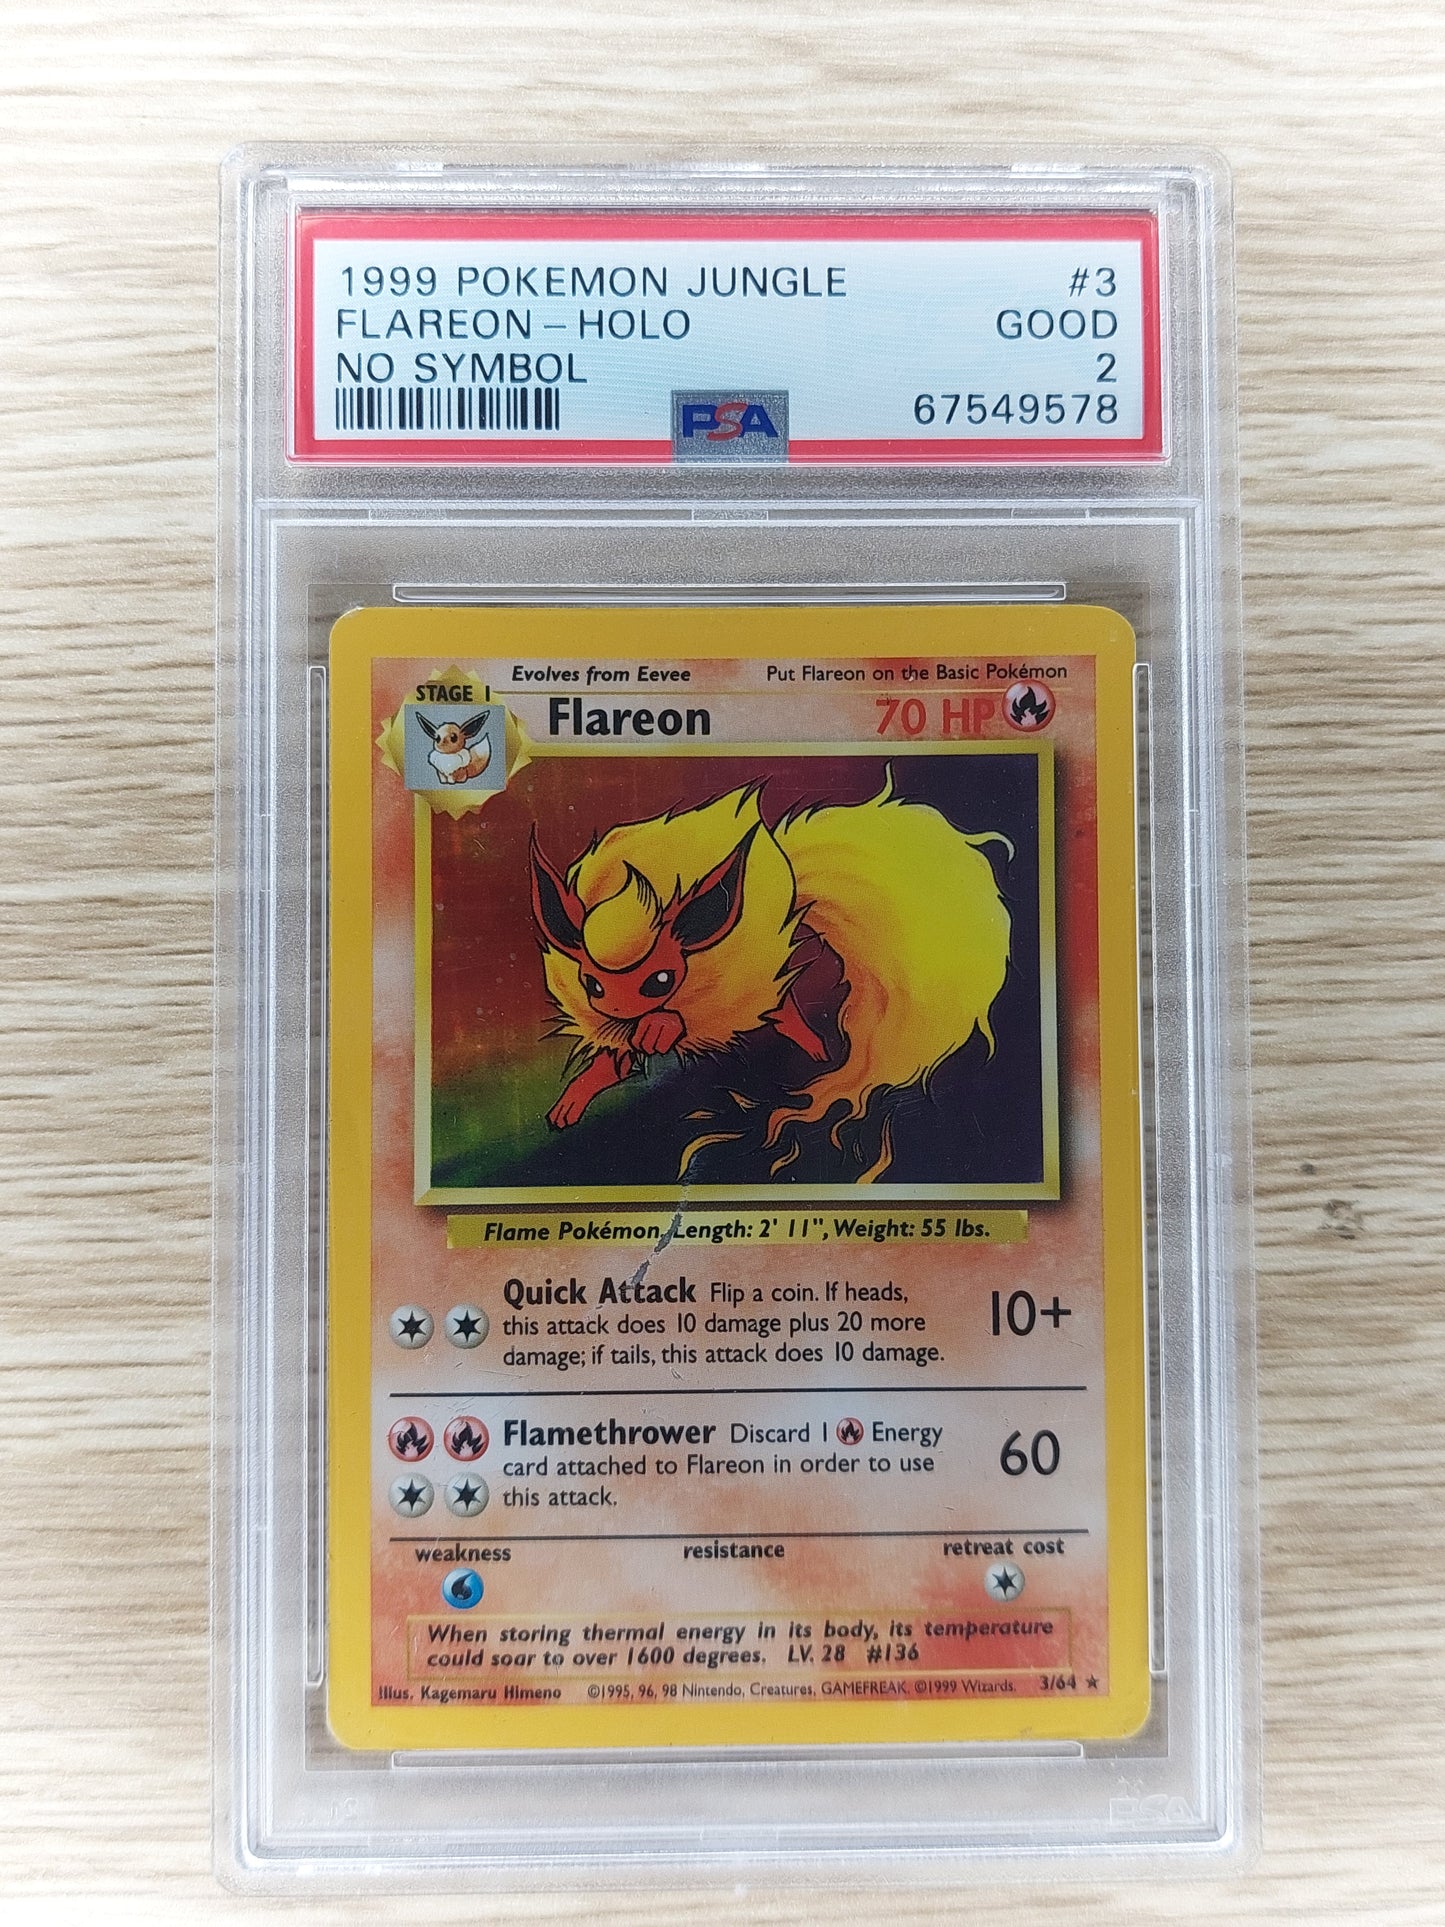 1999 POKEMON JUNGLE #3
FLAREON-HOLO GOOD
NO SYMBOL 2
PSA 67549578
Evolves from Eevee Put Flareon on the Basic Pokémon
STAGE 1
Flareon 70 HP
Flame Pokémon, Length: 2' 11", Weight: 55 lbs.
Quick Attack Flip a coin. If heads,
this attack does 10 damage plus 20 more 10+
damage; if tails, this attack does 10 damage.
Flamethrower Discard 1 Energy
card attached to Flareon in order to use 60
this attack.
weakness resistance retreat cost
When storing thermal energy in its body, its temperature
could soar to over 1600 degrees. LV. 28 #136
Illus. Kagemaru Himeno ©1995, 96, 98 Nintendo, Creatures, GAMEFREAK. ©1999 Wizards. 3/64 ★
PSA